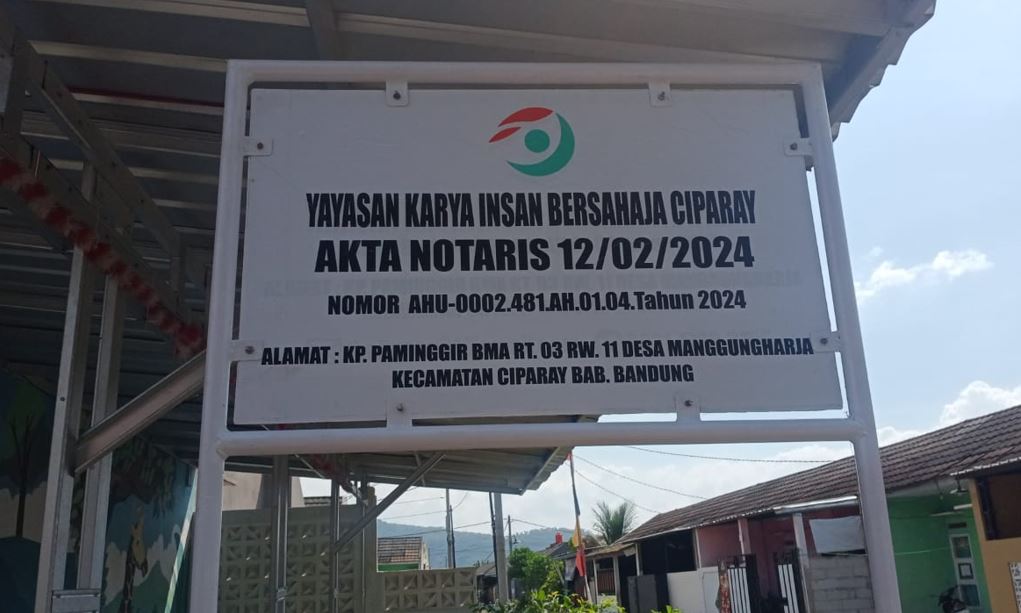 YAYASAN KARYA INSAN BERSAHAJA CIPARAY
AKTA NOTARIS 12/02/2024
NOMOR AHU-0002.481.AH.01.04.Tahun 2024
ALAMAT : KP. PAMINGGIR BMA RT. 03 RW. 11 DESA MANGGUNGHARJA
KECAMATAN CIPARAY BAB. BANDUNG